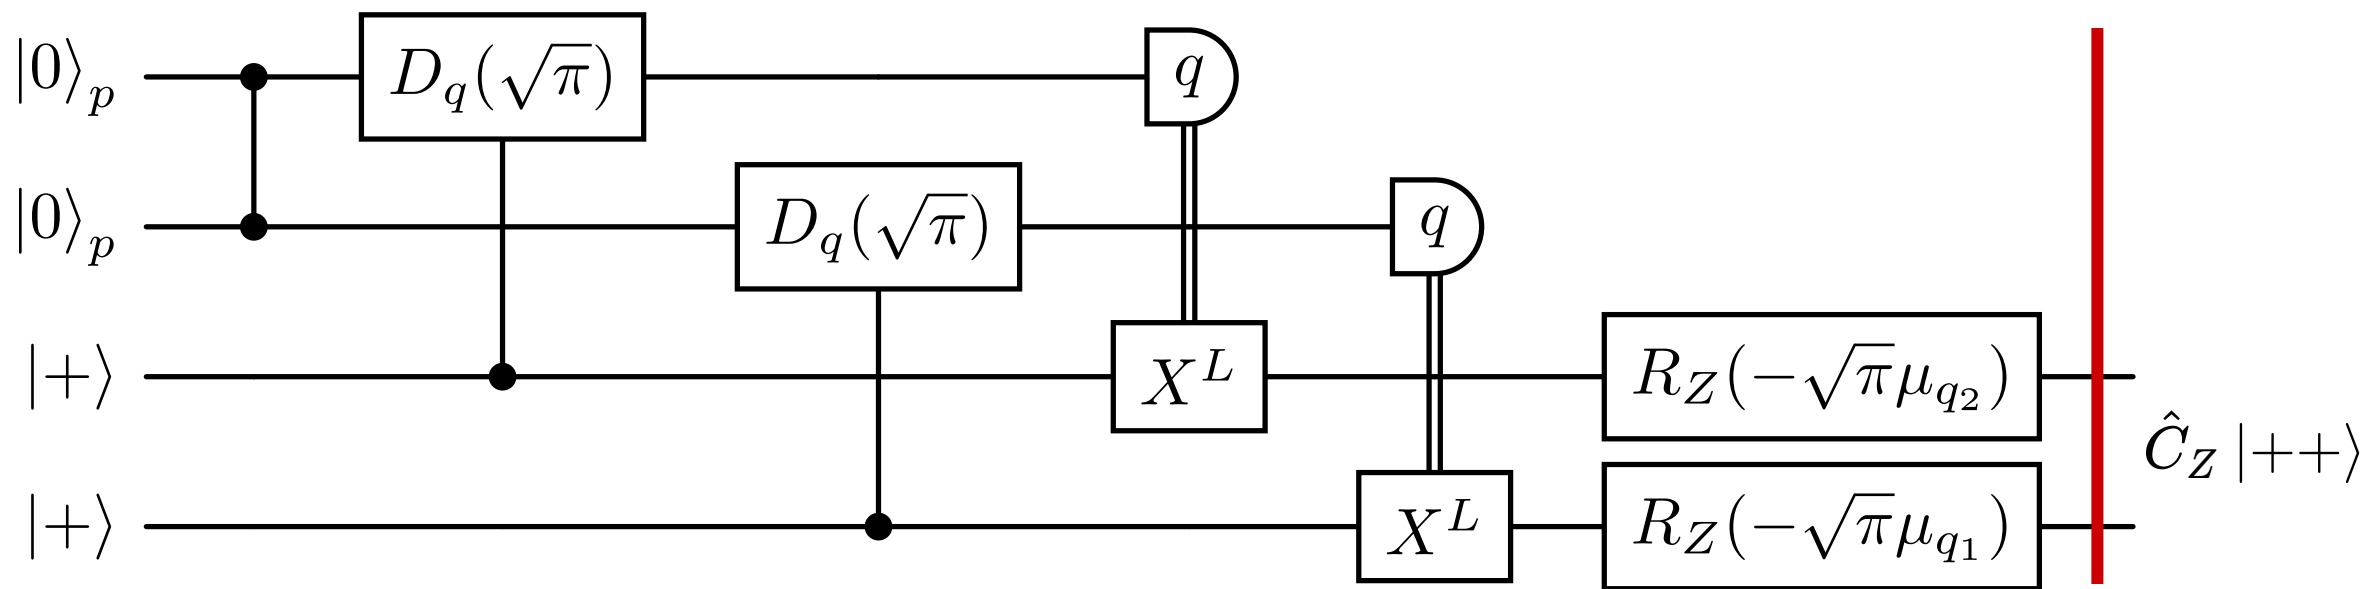 |0⟩_p D_q(√π) q
|0⟩_p D_q(√π) q
|+⟩ X^L R_Z(−√π μ_{q_2})
Ĉ_Z |++⟩
|+⟩ X^L R_Z(−√π μ_{q_1})